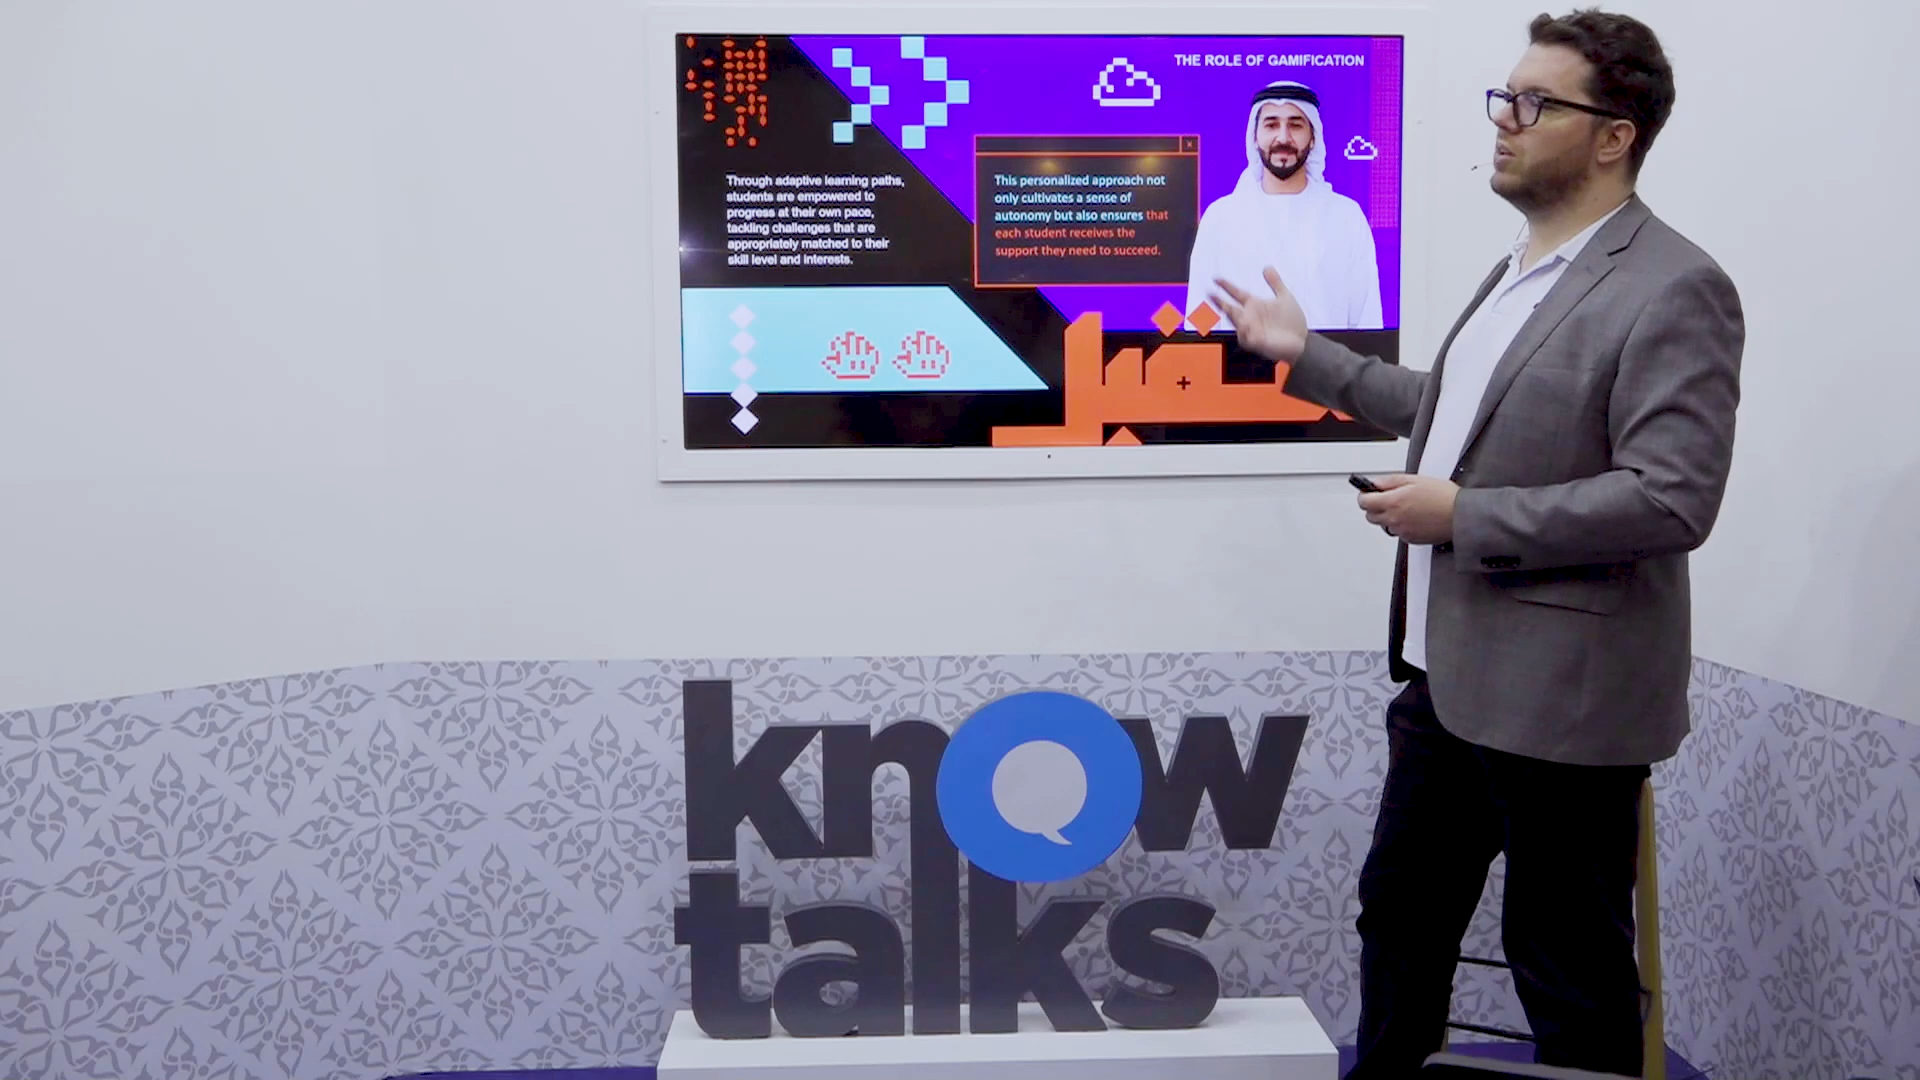 THE ROLE OF GAMIFICATION
Through adaptive learning paths,
students are empowered to
progress at their own pace,
tackling challenges that are
appropriately matched to their
skill level and interests.
This personalized approach not
only cultivates a sense of
autonomy but also ensures that
each student receives the
support they need to succeed.
know
talks